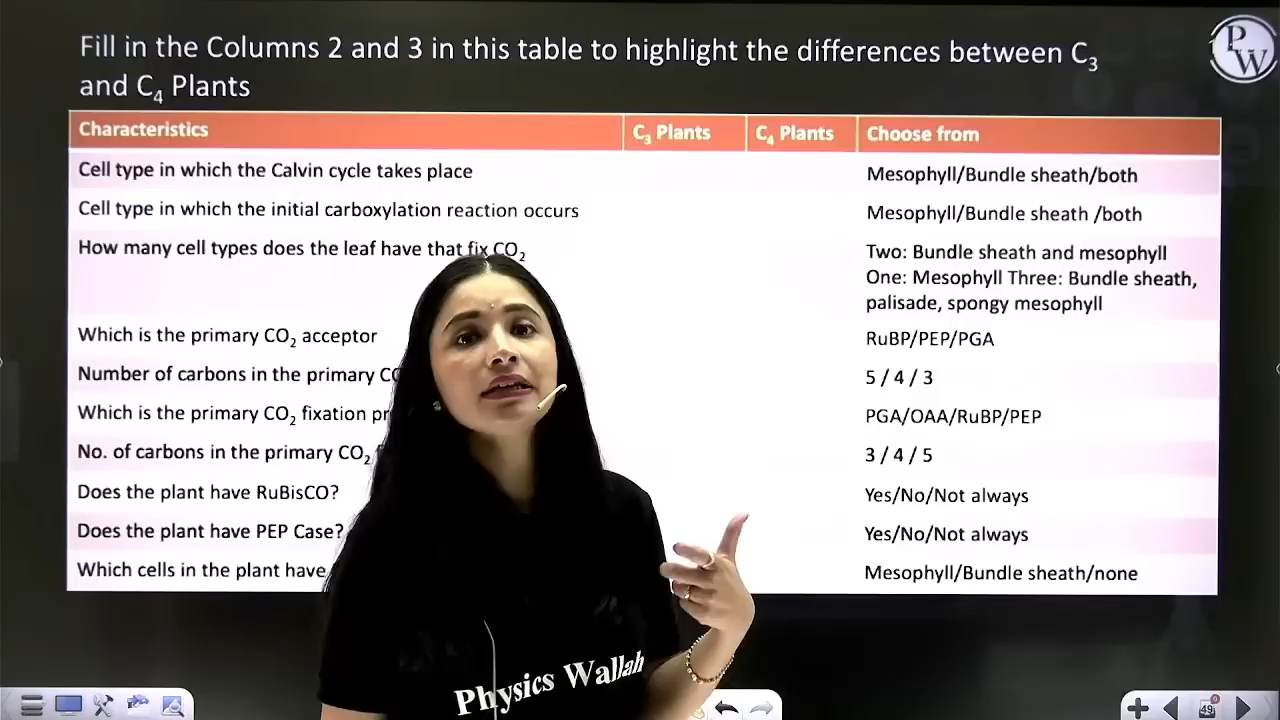 Fill in the Columns 2 and 3 in this table to highlight the differences between C₃
and C₄ Plants
PW
Characteristics C₃ Plants C₄ Plants Choose from
Cell type in which the Calvin cycle takes place Mesophyll/Bundle sheath/both
Cell type in which the initial carboxylation reaction occurs Mesophyll/Bundle sheath /both
How many cell types does the leaf have that fix CO₂ Two: Bundle sheath and mesophyll
One: Mesophyll Three: Bundle sheath,
palisade, spongy mesophyll
Which is the primary CO₂ acceptor RuBP/PEP/PGA
Number of carbons in the primary 5 / 4 / 3
Which is the primary CO₂ fixation PGA/OAA/RuBP/PEP
No. of carbons in the primary CO₂ 3 / 4 / 5
Does the plant have RuBisCO? Yes/No/Not always
Does the plant have PEP Case? Yes/No/Not always
Which cells in the plant have Mesophyll/Bundle sheath/none
Physics Wallah
49